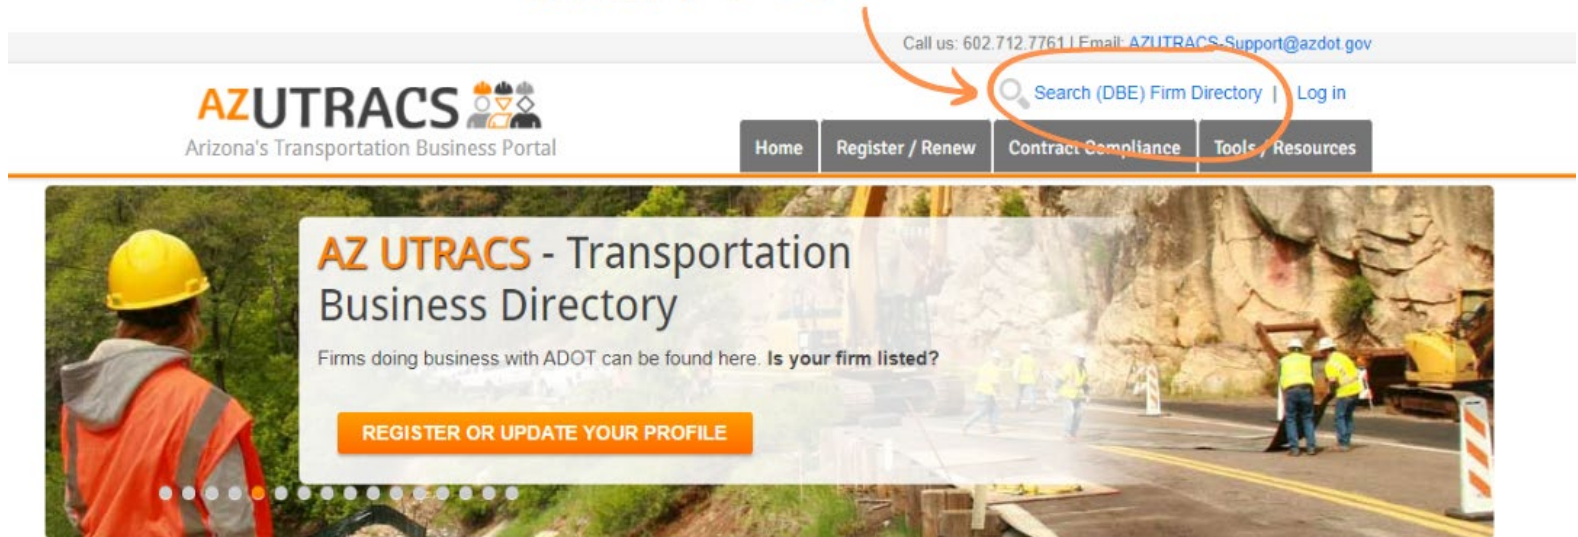 Call us: 602.712.7761 | Email: AZUTRACS-Support@azdot.gov
Search (DBE) Firm Directory | Log in
AZUTRACS
Arizona's Transportation Business Portal
Home Register / Renew Contract Compliance Tools / Resources
AZ UTRACS - Transportation
Business Directory
Firms doing business with ADOT can be found here. Is your firm listed?
REGISTER OR UPDATE YOUR PROFILE